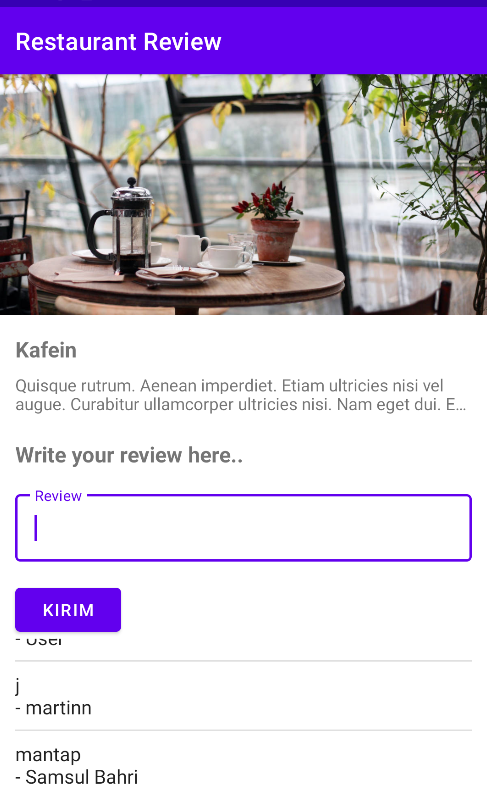 Restaurant Review
Kafein
Quisque rutrum. Aenean imperdiet. Etiam ultricies nisi vel
augue. Curabitur ullamcorper ultricies nisi. Nam eget dui. E...
Write your review here..
Review
KIRIM
- User
j
- martinn
mantap
- Samsul Bahri